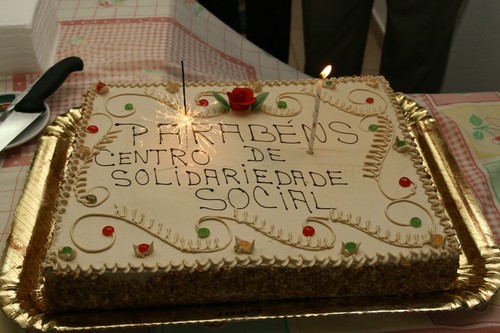 PARABÉNS
CENTRO DE
SOLIDARIEDADE
SOCIAL